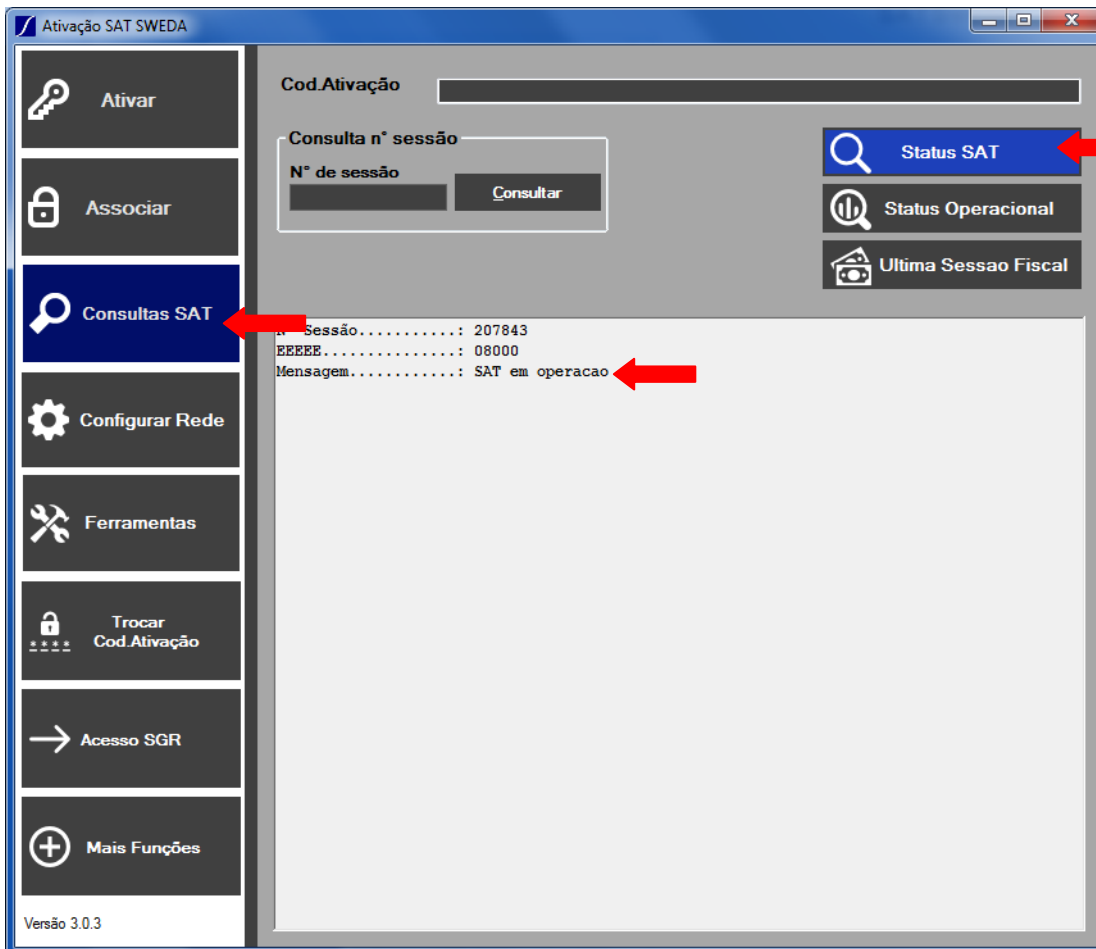 Ativação SAT SWEDA
Ativar
Associar
Consultas SAT
Configurar Rede
Ferramentas
Trocar
Cod.Ativação
Acesso SGR
Mais Funções
Versão 3.0.3
Cod.Ativação
Consulta n° sessão
N° de sessão
Consultar
Status SAT
Status Operacional
Ultima Sessao Fiscal
N° Sessão...........: 207843
EEEEE...............: 08000
Mensagem............: SAT em operacao